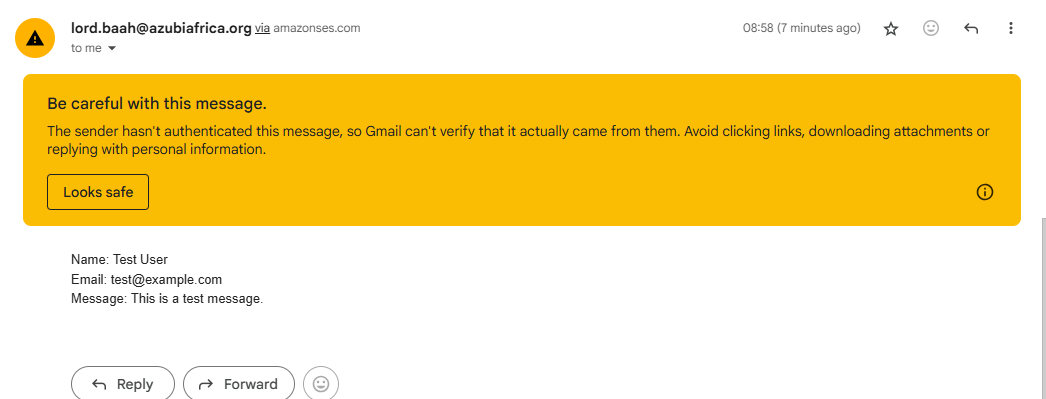 lord.baah@azubiafrica.org via amazonses.com 08:58 (7 minutes ago)
to me
Be careful with this message.
The sender hasn't authenticated this message, so Gmail can't verify that it actually came from them. Avoid clicking links, downloading attachments or
replying with personal information.
Looks safe
Name: Test User
Email: test@example.com
Message: This is a test message.
Reply Forward